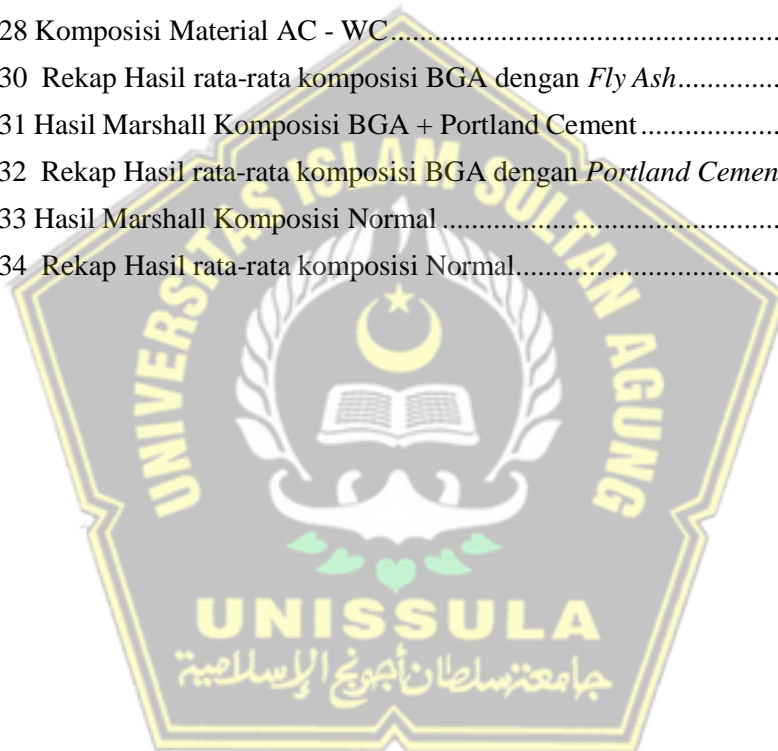 28 Komposisi Material AC - WC
30 Rekap Hasil rata-rata komposisi BGA dengan Fly Ash
31 Hasil Marshall Komposisi BGA + Portland Cement
32 Rekap Hasil rata-rata komposisi BGA dengan Portland Cemen
33 Hasil Marshall Komposisi Normal
34 Rekap Hasil rata-rata komposisi Normal
UNIVERSITAS ISLAM SULTAN AGUNG
UNISSULA
جامعة سلطان أجونج الإسلامية